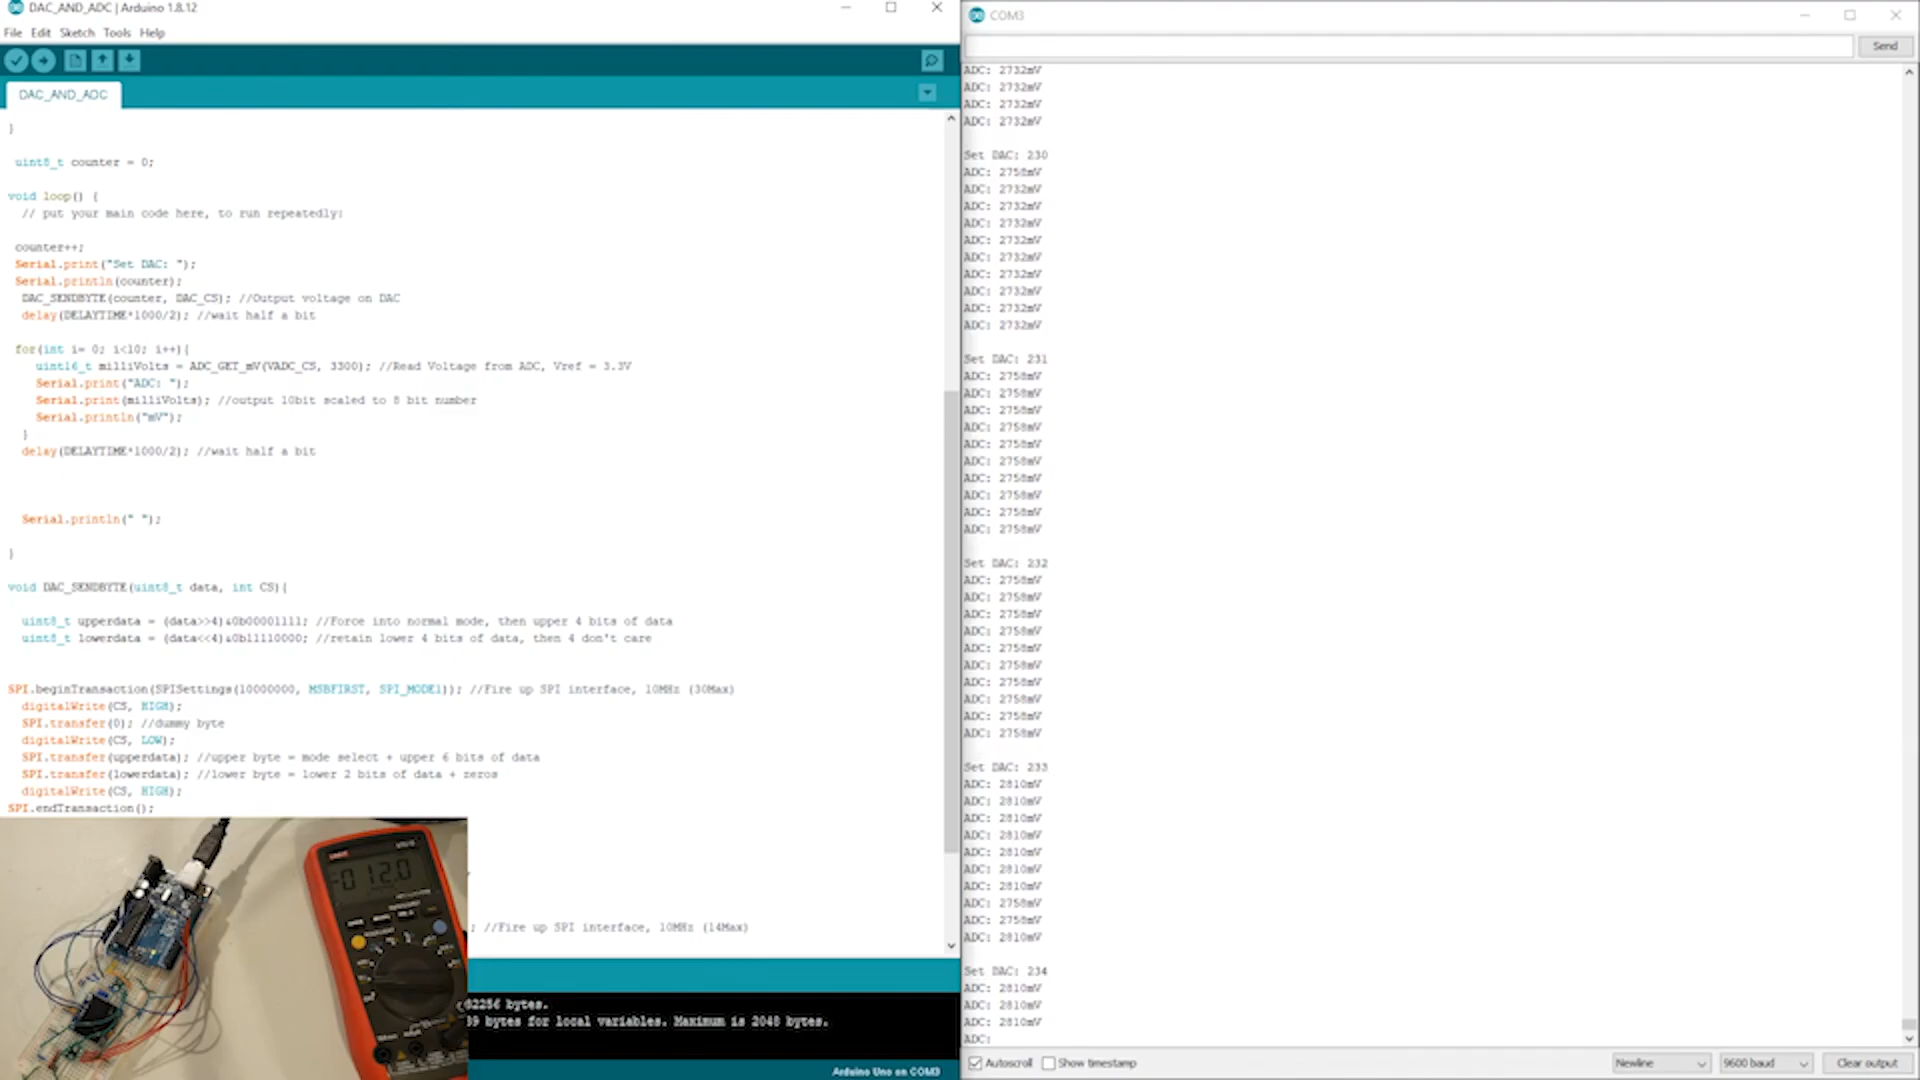 DAC_AND_ADC | Arduino 1.8.12
File Edit Sketch Tools Help
DAC_AND_ADC
}
uint8_t counter = 0;
void loop() {
// put your main code here, to run repeatedly:
counter++;
Serial.print("Set DAC: ");
Serial.println(counter);
DAC_SENDBYTE(counter, DAC_CS); //Output voltage on DAC
delay(DELAYTIME*1000/2); //wait half a bit
for(int i= 0; i<10; i++){
uint16_t milliVolts = ADC_GET_mV(VADC_CS, 3300); //Read Voltage from ADC, Vref = 3.3V
Serial.print("ADC: ");
Serial.print(milliVolts); //output 10bit scaled to 8 bit number
Serial.println("mV");
}
delay(DELAYTIME*1000/2); //wait half a bit
Serial.println(" ");
}
void DAC_SENDBYTE(uint8_t data, int CS){
uint8_t upperdata = (data>>4)&0b00001111; //Force into normal mode, then upper 4 bits of data
uint8_t lowerdata = (data<<4)&0b11110000; //retain lower 4 bits of data, then 4 don't care
SPI.beginTransaction(SPISettings(10000000, MSBFIRST, SPI_MODE1)); //Fire up SPI interface, 10MHz (30Max)
digitalWrite(CS, HIGH);
SPI.transfer(0); //dummy byte
digitalWrite(CS, LOW);
SPI.transfer(upperdata); //upper byte = mode select + upper 6 bits of data
SPI.transfer(lowerdata); //lower byte = lower 2 bits of data + zeros
digitalWrite(CS, HIGH);
SPI.endTransaction();
; //Fire up SPI interface, 10MHz (14Max)
-012.0
32256 bytes.
39 bytes for local variables. Maximum is 2048 bytes.
Arduino Uno on COM3
COM3
Send
ADC: 2732mV
ADC: 2732mV
ADC: 2732mV
ADC: 2732mV
Set DAC: 230
ADC: 2758mV
ADC: 2732mV
ADC: 2732mV
ADC: 2732mV
ADC: 2732mV
ADC: 2732mV
ADC: 2732mV
ADC: 2732mV
ADC: 2732mV
ADC: 2732mV
Set DAC: 231
ADC: 2758mV
ADC: 2758mV
ADC: 2758mV
ADC: 2758mV
ADC: 2758mV
ADC: 2758mV
ADC: 2758mV
ADC: 2758mV
ADC: 2758mV
ADC: 2758mV
Set DAC: 232
ADC: 2758mV
ADC: 2758mV
ADC: 2758mV
ADC: 2758mV
ADC: 2758mV
ADC: 2758mV
ADC: 2758mV
ADC: 2758mV
ADC: 2758mV
ADC: 2758mV
Set DAC: 233
ADC: 2810mV
ADC: 2810mV
ADC: 2810mV
ADC: 2810mV
ADC: 2810mV
ADC: 2810mV
ADC: 2810mV
ADC: 2758mV
ADC: 2758mV
ADC: 2810mV
Set DAC: 234
ADC: 2810mV
ADC: 2810mV
ADC: 2810mV
ADC:
Autoscroll Show timestamp Newline 9600 baud Clear output